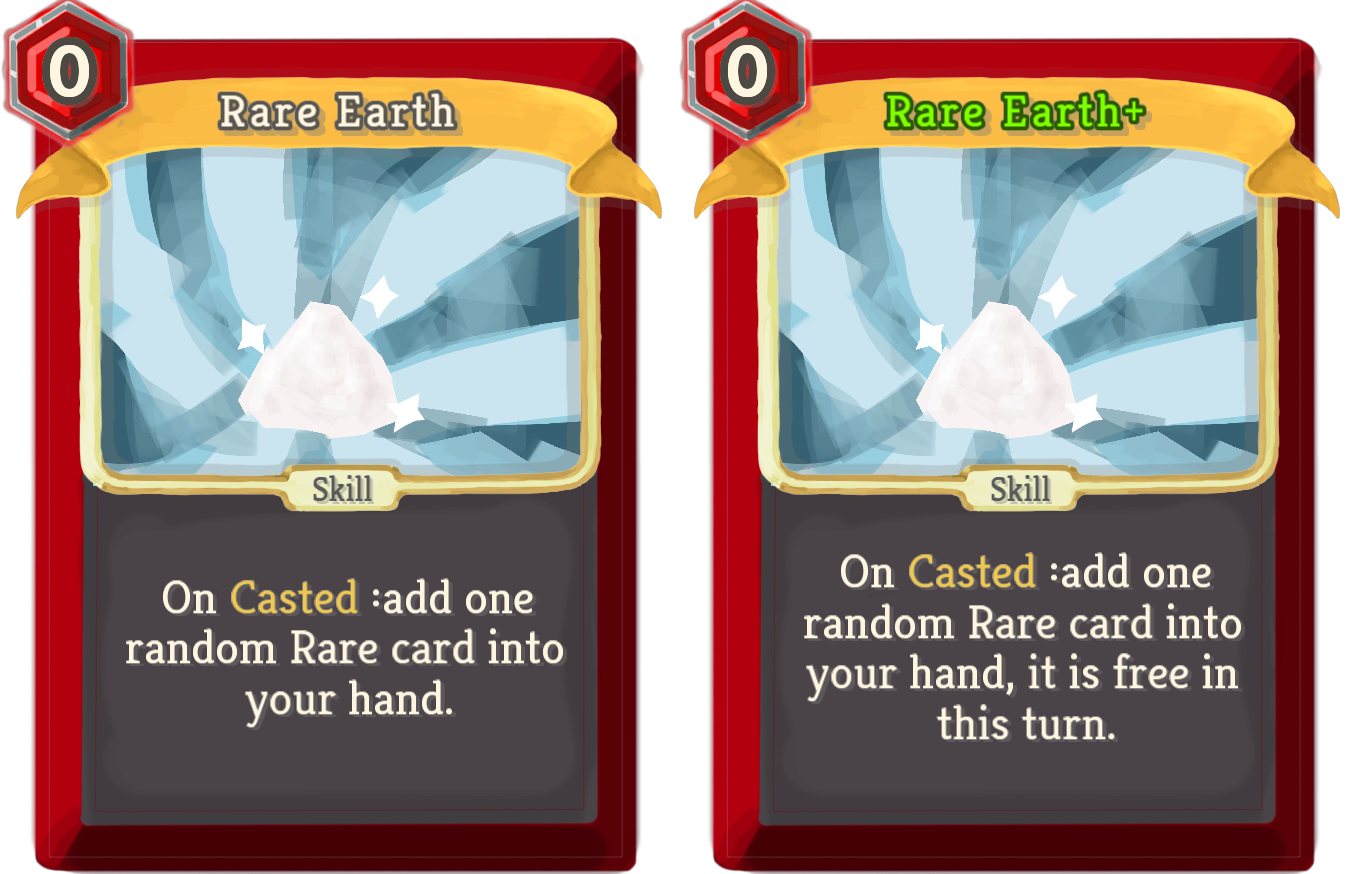 0
Rare Earth
Skill
On Casted :add one
random Rare card into
your hand.
0
Rare Earth+
Skill
On Casted :add one
random Rare card into
your hand, it is free in
this turn.